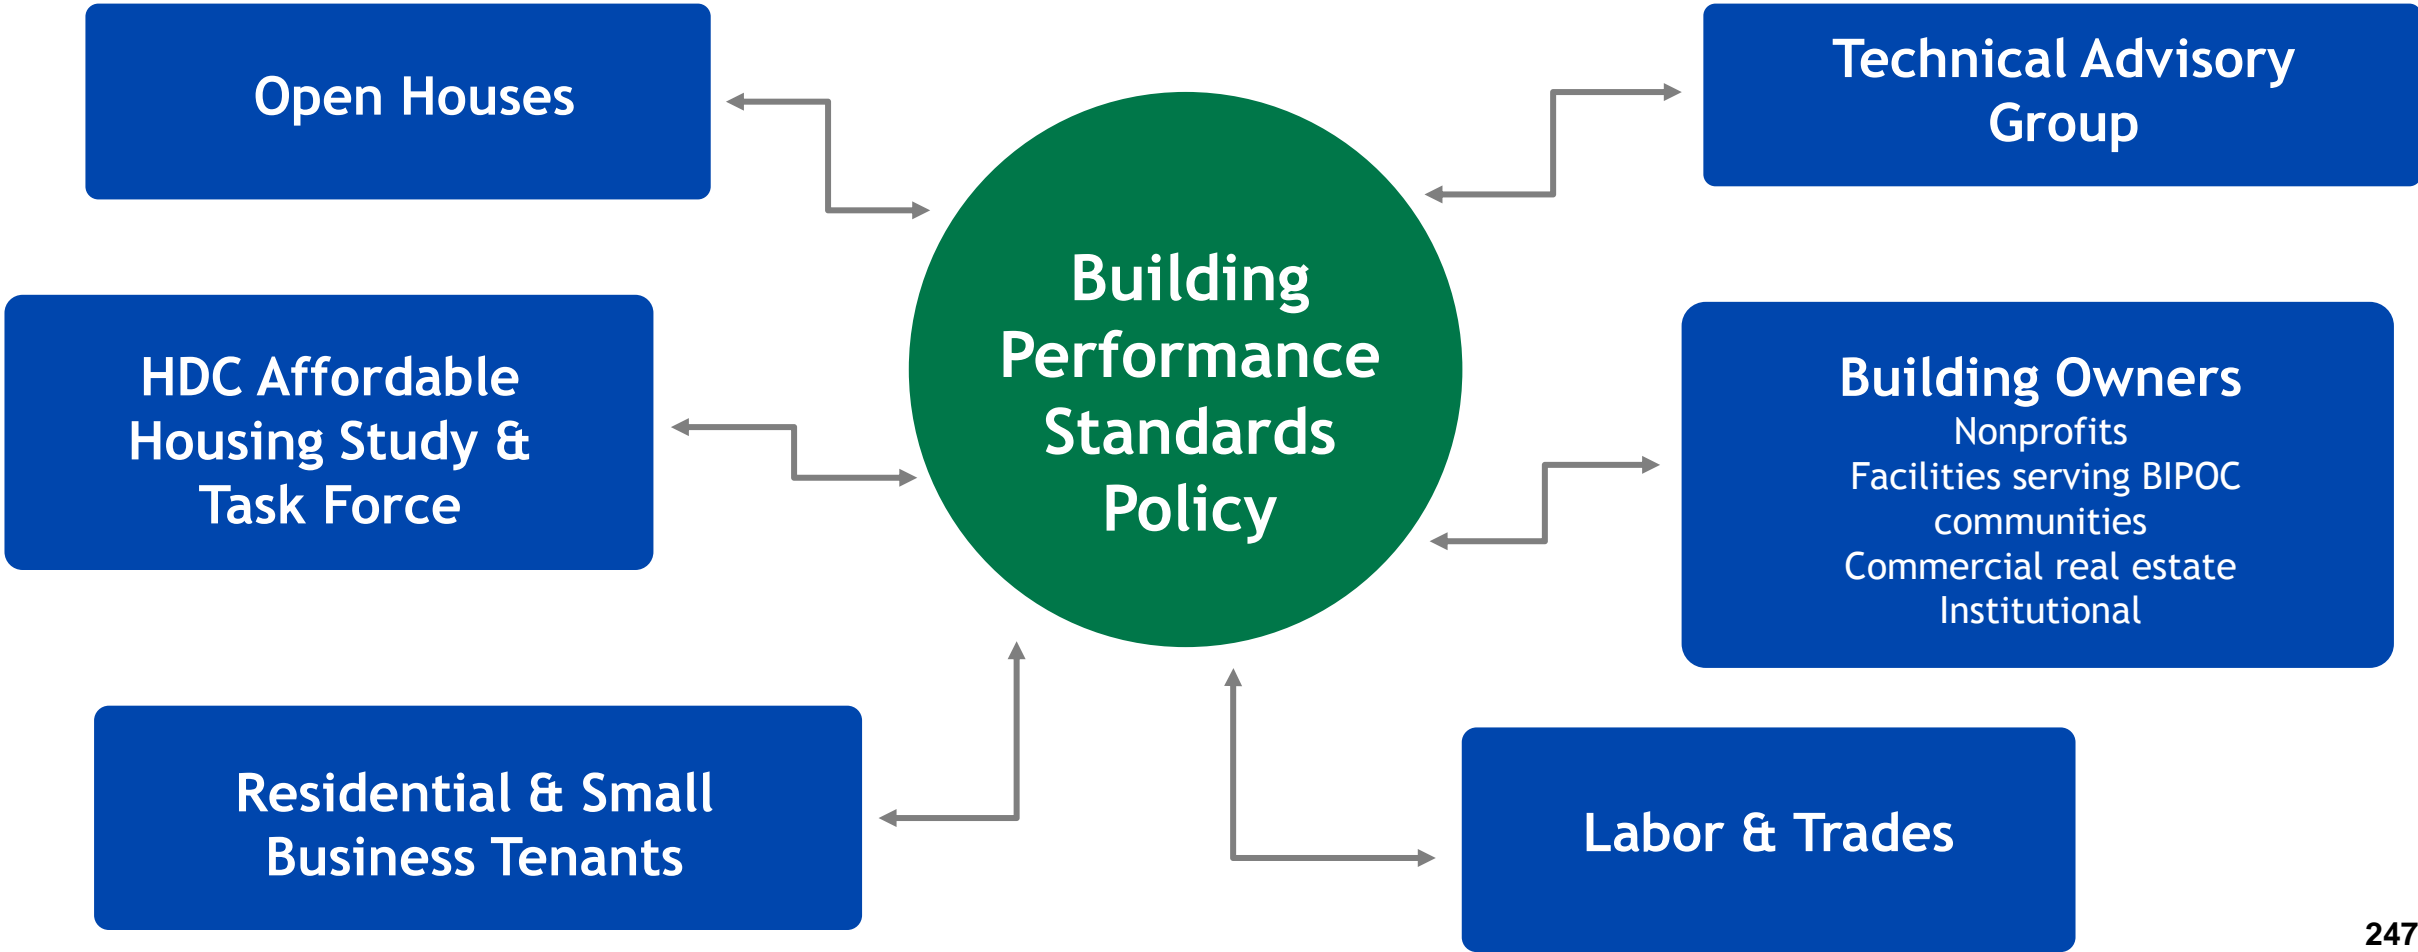 Open Houses
Technical Advisory
Group
Building
Performance
Standards
Policy
HDC Affordable
Housing Study &
Task Force
Building Owners
Nonprofits
Facilities serving BIPOC
communities
Commercial real estate
Institutional
Residential & Small
Business Tenants
Labor & Trades
247